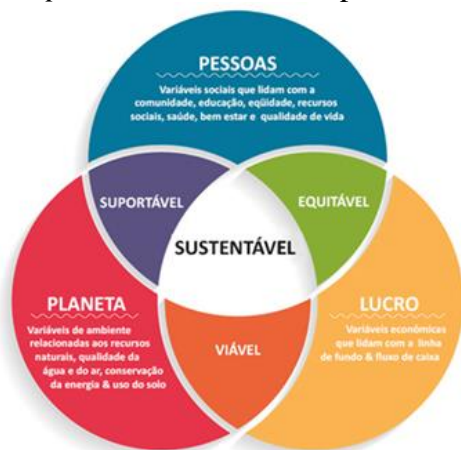 PESSOAS
Variáveis sociais que lidam com a
comunidade, educação, eqüidade, recursos
sociais, saúde, bem estar e qualidade de vida
SUPORTÁVEL
EQUITÁVEL
SUSTENTÁVEL
PLANETA
Variáveis de ambiente
relacionadas aos recursos
naturais, qualidade da
água e do ar, conservação
da energia & uso do solo
LUCRO
Variáveis econômicas
que lidam com a linha
de fundo & fluxo de caixa
VIÁVEL